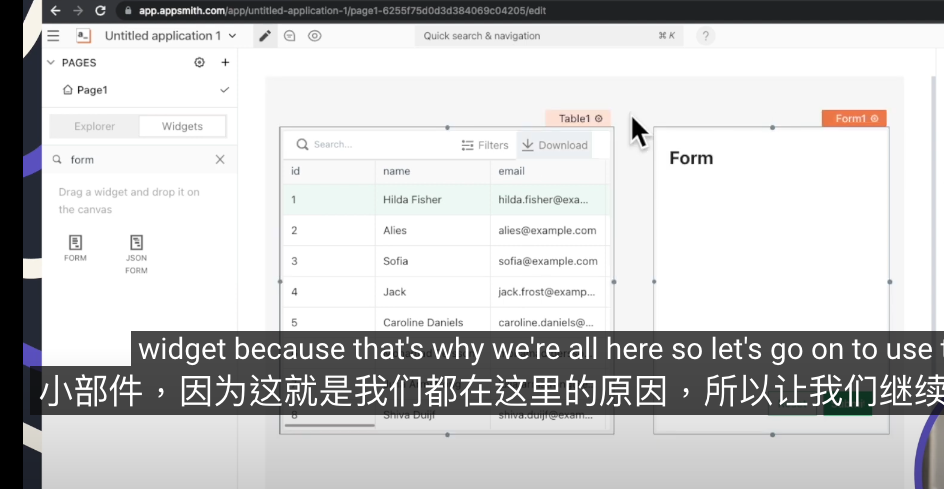 app.appsmith.com/app/untitled-application-1/page1-6255f75d0d3d384069c04205/edit
Untitled application 1
Quick search & navigation
⌘ K
?
PAGES
Page1
Explorer
Widgets
form
Drag a widget and drop it on
the canvas
FORM
JSON
FORM
Table1
Search...
Filters
Download
id name email
1 Hilda Fisher hilda.fisher@exa...
2 Alies alies@example.com
3 Sofia sofia@example.com
4 Jack jack.frost@examp...
5 Caroline Daniels caroline.daniels@...
Shiva Duijf shiva.duijf@exam...
Form1
Form
widget because that's why we're all here so let's go on to use
小部件，因为这就是我们都在这里的原因，所以让我们继续